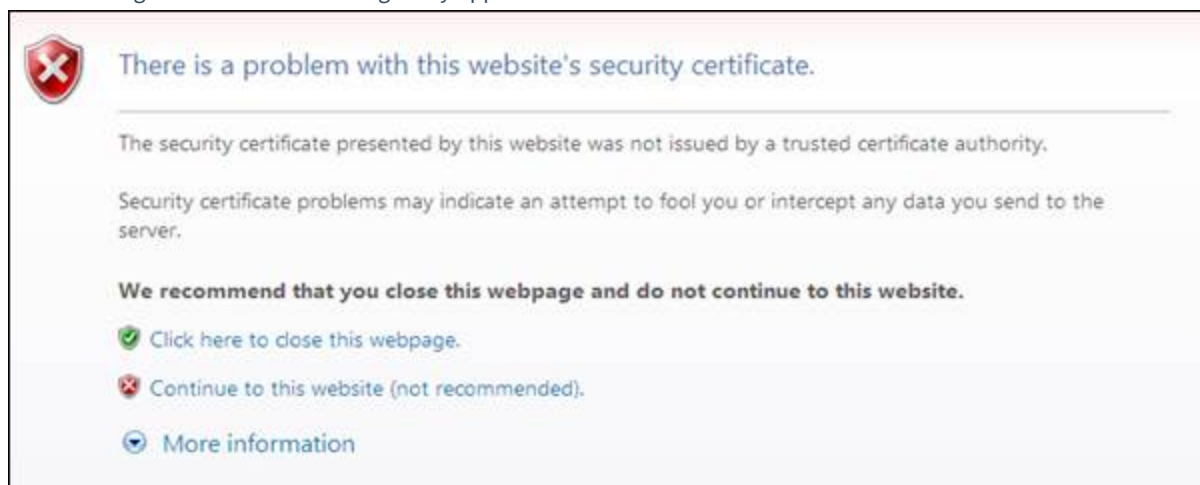 There is a problem with this website's security certificate.
The security certificate presented by this website was not issued by a trusted certificate authority.
Security certificate problems may indicate an attempt to fool you or intercept any data you send to the
server.
We recommend that you close this webpage and do not continue to this website.
Click here to close this webpage.
Continue to this website (not recommended).
More information